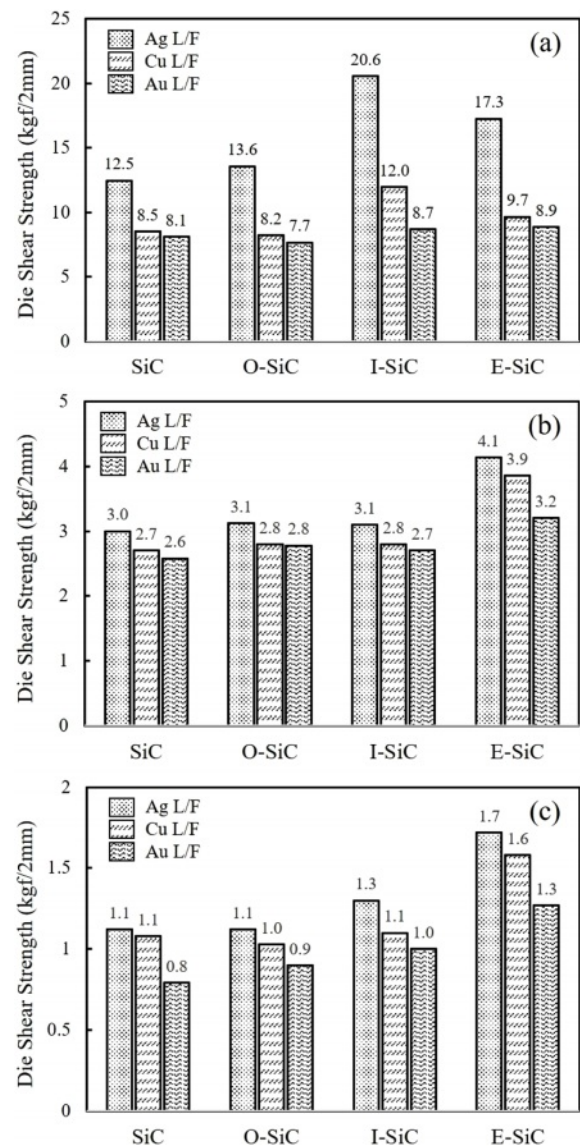 Die Shear Strength (kgf/2mm)
25
20
15
10
5
0
Ag L/F
Cu L/F
Au L/F
(a)
12.5
8.5
8.1
13.6
8.2
7.7
20.6
12.0
8.7
17.3
9.7
8.9
SiC
O-SiC
I-SiC
E-SiC
Die Shear Strength (kgf/2mm)
5
4
3
2
1
0
Ag L/F
Cu L/F
Au L/F
(b)
3.0
2.7
2.6
3.1
2.8
2.8
3.1
2.8
2.7
4.1
3.9
3.2
SiC
O-SiC
I-SiC
E-SiC
Die Shear Strength (kgf/2mm)
2
1.5
1
0.5
0
Ag L/F
Cu L/F
Au L/F
(c)
1.1
1.1
0.8
1.1
1.0
0.9
1.3
1.1
1.0
1.7
1.6
1.3
SiC
O-SiC
I-SiC
E-SiC